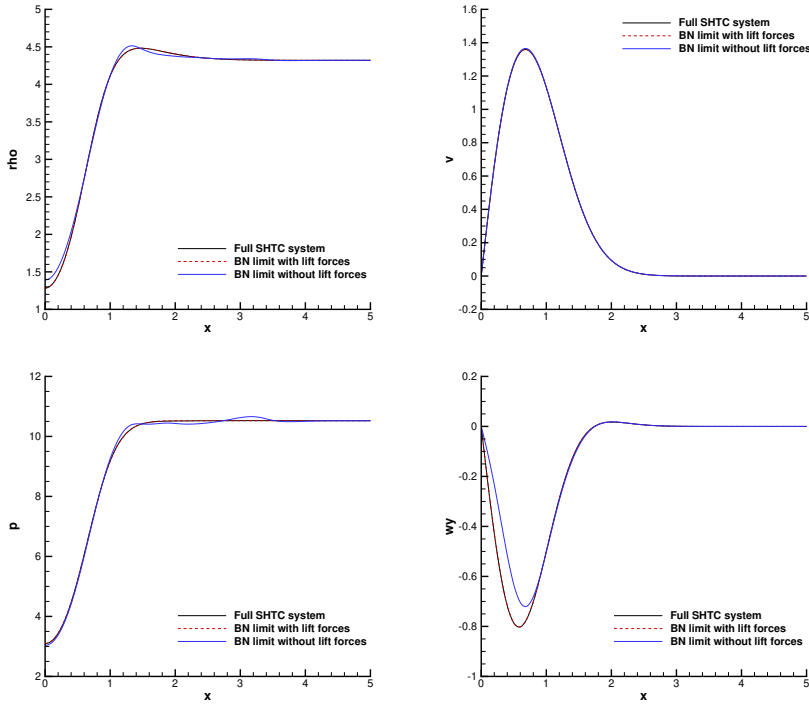 rho
5
4.5
4
3.5
3
2.5
2
1.5
1
0 1 2 3 4 5
x
Full SHTC system
BN limit with lift forces
BN limit without lift forces
v
1.6
1.4
1.2
1
0.8
0.6
0.4
0.2
0
-0.2
0 1 2 3 4 5
x
Full SHTC system
BN limit with lift forces
BN limit without lift forces
p
12
10
8
6
4
2
0 1 2 3 4 5
x
Full SHTC system
BN limit with lift forces
BN limit without lift forces
wy
0.2
0
-0.2
-0.4
-0.6
-0.8
-1
0 1 2 3 4 5
x
Full SHTC system
BN limit with lift forces
BN limit without lift forces